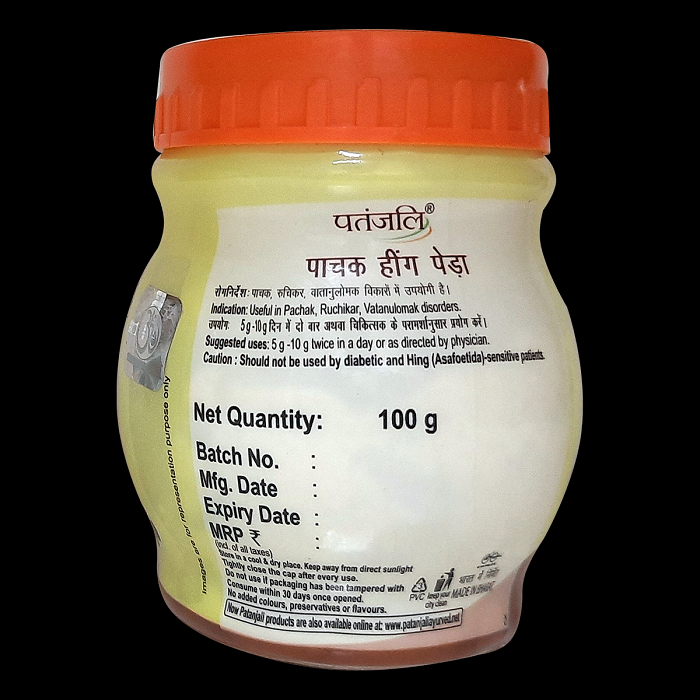 पतंजलि®
पाचक हींग पेड़ा
रोगनिर्देश: पाचक, रुचिकर, वातानुलोमक विकारों में उपयोगी है।
Indication: Useful in Pachak, Ruchikar, Vatanulomak disorders.
उपयोग: 5 g -10 g दिन में दो बार अथवा चिकित्सक के परामर्शानुसार प्रयोग करें।
Suggested uses: 5 g -10 g twice in a day or as directed by physician.
Caution : Should not be used by diabetic and Hing (Asafoetida)-sensitive patients.
Net Quantity: 100 g
Batch No. :
Mfg. Date :
Expiry Date :
MRP ₹ :
(incl. of all taxes)
Store in a cool & dry place. Keep away from direct sunlight
Tightly close the cap after every use.
Do not use if packaging has been tampered with
Consume within 30 days once opened.
No added colours, preservatives or flavours.
Now Patanjali products are also available online at: www.patanjaliayurved.net
PVC
keep your
city clean
भारत में निर्मित
MADE IN BHARAT
Images are for representation purpose only